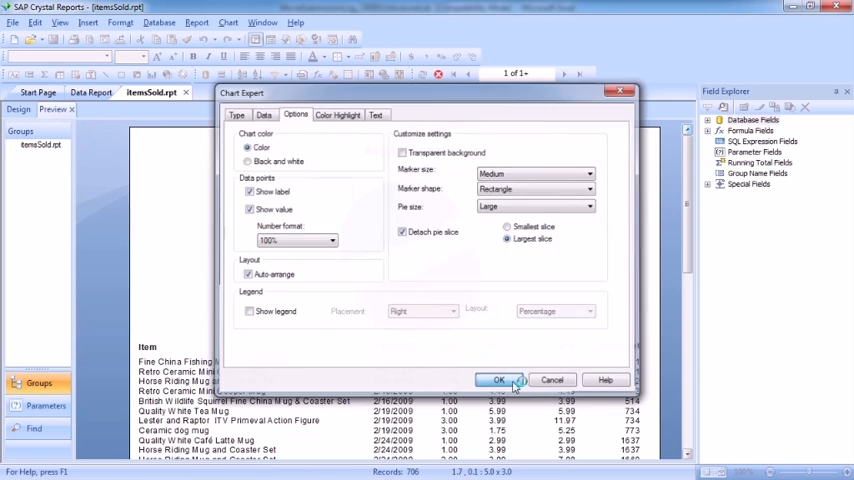 SAP Crystal Reports - [itemsSold.rpt]
File Edit View Insert Format Database Report Chart Window Help
1 of 1+
Start Page Data Report itemsSold.rpt
Design Preview
Groups
itemsSold.rpt
Chart Expert
Type Data Options Color Highlight Text
Chart color
Color
Black and white
Data points
Show label
Show value
Number format:
100%
Layout
Auto-arrange
Legend
Show legend Placement: Right Layout: Percentage
Customize settings
Transparent background
Marker size: Medium
Marker shape: Rectangle
Pie size: Large
Detach pie slice
Smallest slice
Largest slice
OK Cancel Help
Field Explorer
Database Fields
Formula Fields
SQL Expression Fields
Parameter Fields
Running Total Fields
Group Name Fields
Special Fields
Item
Fine China Fishing M
Retro Ceramic Mini
Horse Riding Mug an
British Wildlife Squirrel Fine China Mug & Coaster Set 2/16/2009 1.00 3.99 3.99 514
Quality White Tea Mug 2/19/2009 1.00 5.99 5.99 734
Lester and Raptor ITV Primeval Action Figure 2/19/2009 3.00 3.99 11.97 234
Ceramic dog mug 2/19/2009 3.00 1.75 5.25 773
Quality White Café Latte Mug 2/24/2009 1.00 3.99 3.99 1637
Horse Riding Mug and Coaster Set 2/24/2009 1.00 3.99 3.99 1637
Groups
Parameters
Find
For Help, press F1
Records: 706
1.7 , 0.1 : 5.0 x 3.0
100%